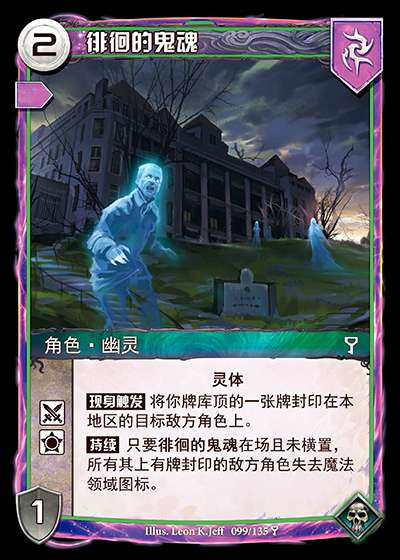 2
徘徊的鬼魂
角色·幽灵
灵体
现身触发 将你牌库顶的一张牌封印在本
地区的目标敌方角色上。
持续 只要徘徊的鬼魂在场且未横置，
所有其上有牌封印的敌方角色失去魔法
领域图标。
1
Illus. Leon K.Jeff 099/135